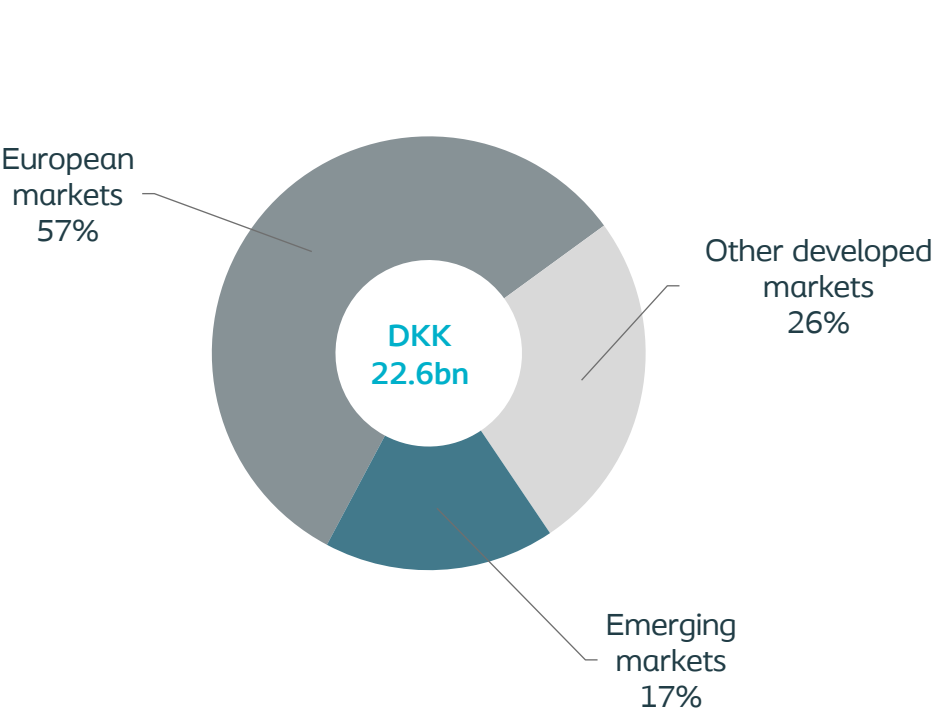 European
markets
57%
Other developed
markets
26%
DKK
22.6bn
Emerging
markets
17%